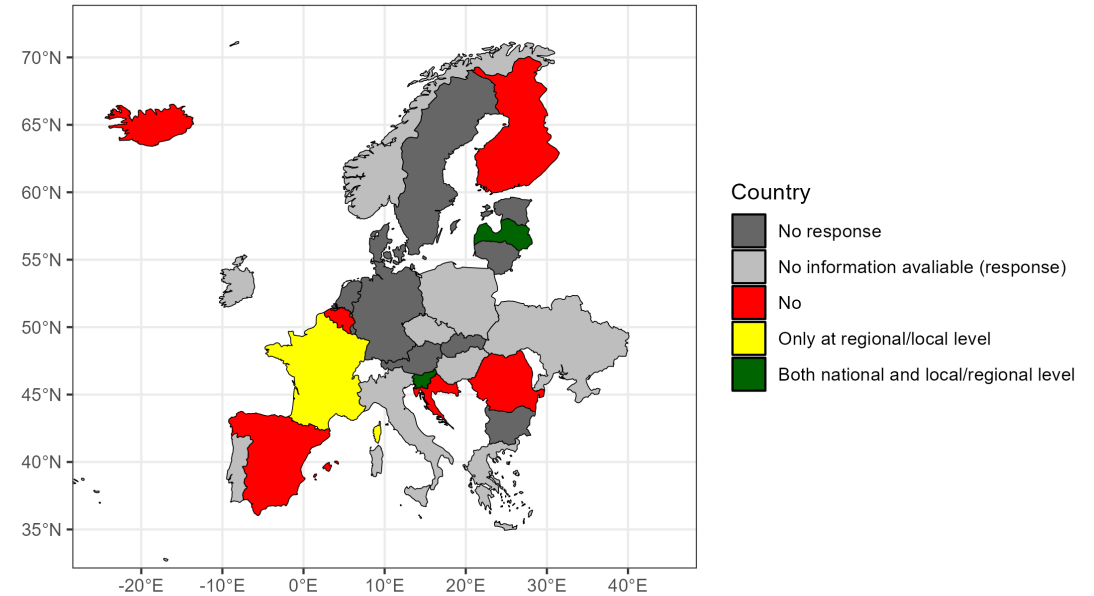 70°N
65°N
60°N
55°N
50°N
45°N
40°N
35°N
-20°E
-10°E
0°E
10°E
20°E
30°E
40°E
Country
No response
No information avaliable (response)
No
Only at regional/local level
Both national and local/regional level